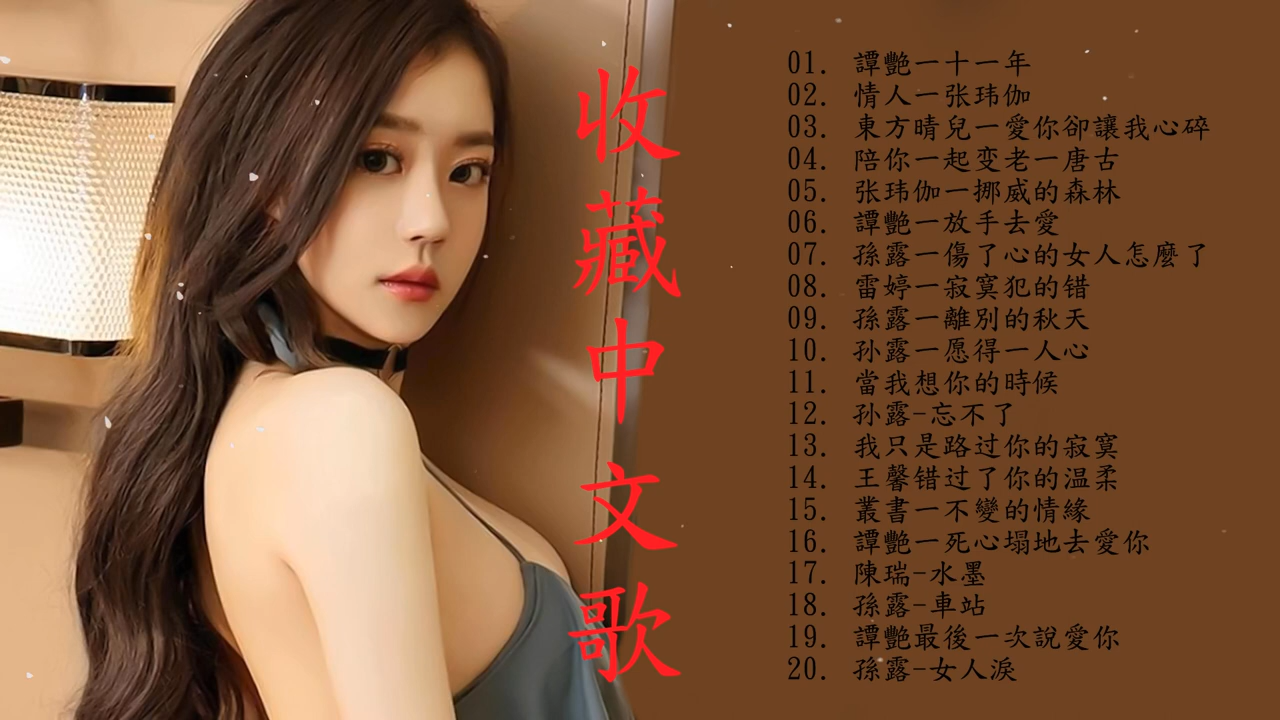 收藏中文歌
01. 譚艷一十一年
02. 情人一张玮伽
03. 東方晴兒一愛你卻讓我心碎
04. 陪你一起变老一唐古
05. 张玮伽一挪威的森林
06. 譚艷一放手去愛
07. 孫露一傷了心的女人怎麼了
08. 雷婷一寂寞犯的错
09. 孫露一離別的秋天
10. 孙露一愿得一人心
11. 當我想你的時候
12. 孙露-忘不了
13. 我只是路过你的寂寞
14. 王馨错过了你的温柔
15. 叢書一不變的情緣
16. 譚艷一死心塌地去愛你
17. 陳瑞-水墨
18. 孫露-車站
19. 譚艷最後一次說愛你
20. 孫露-女人淚